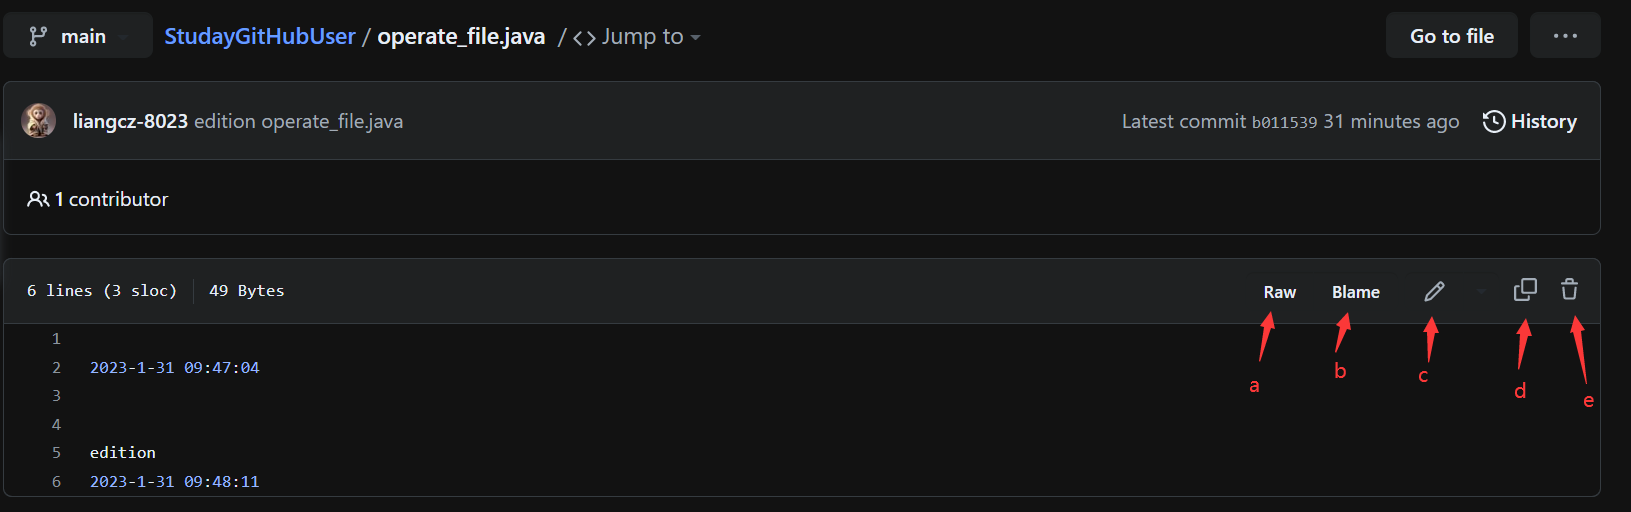 main StudayGitHubUser / operate_file.java / <> Jump to Go to file ...
liangcz-8023 edition operate_file.java Latest commit b011539 31 minutes ago History
1 contributor
6 lines (3 sloc) 49 Bytes Raw Blame
1
2 2023-1-31 09:47:04
3
4
5 edition
6 2023-1-31 09:48:11
a b c d e